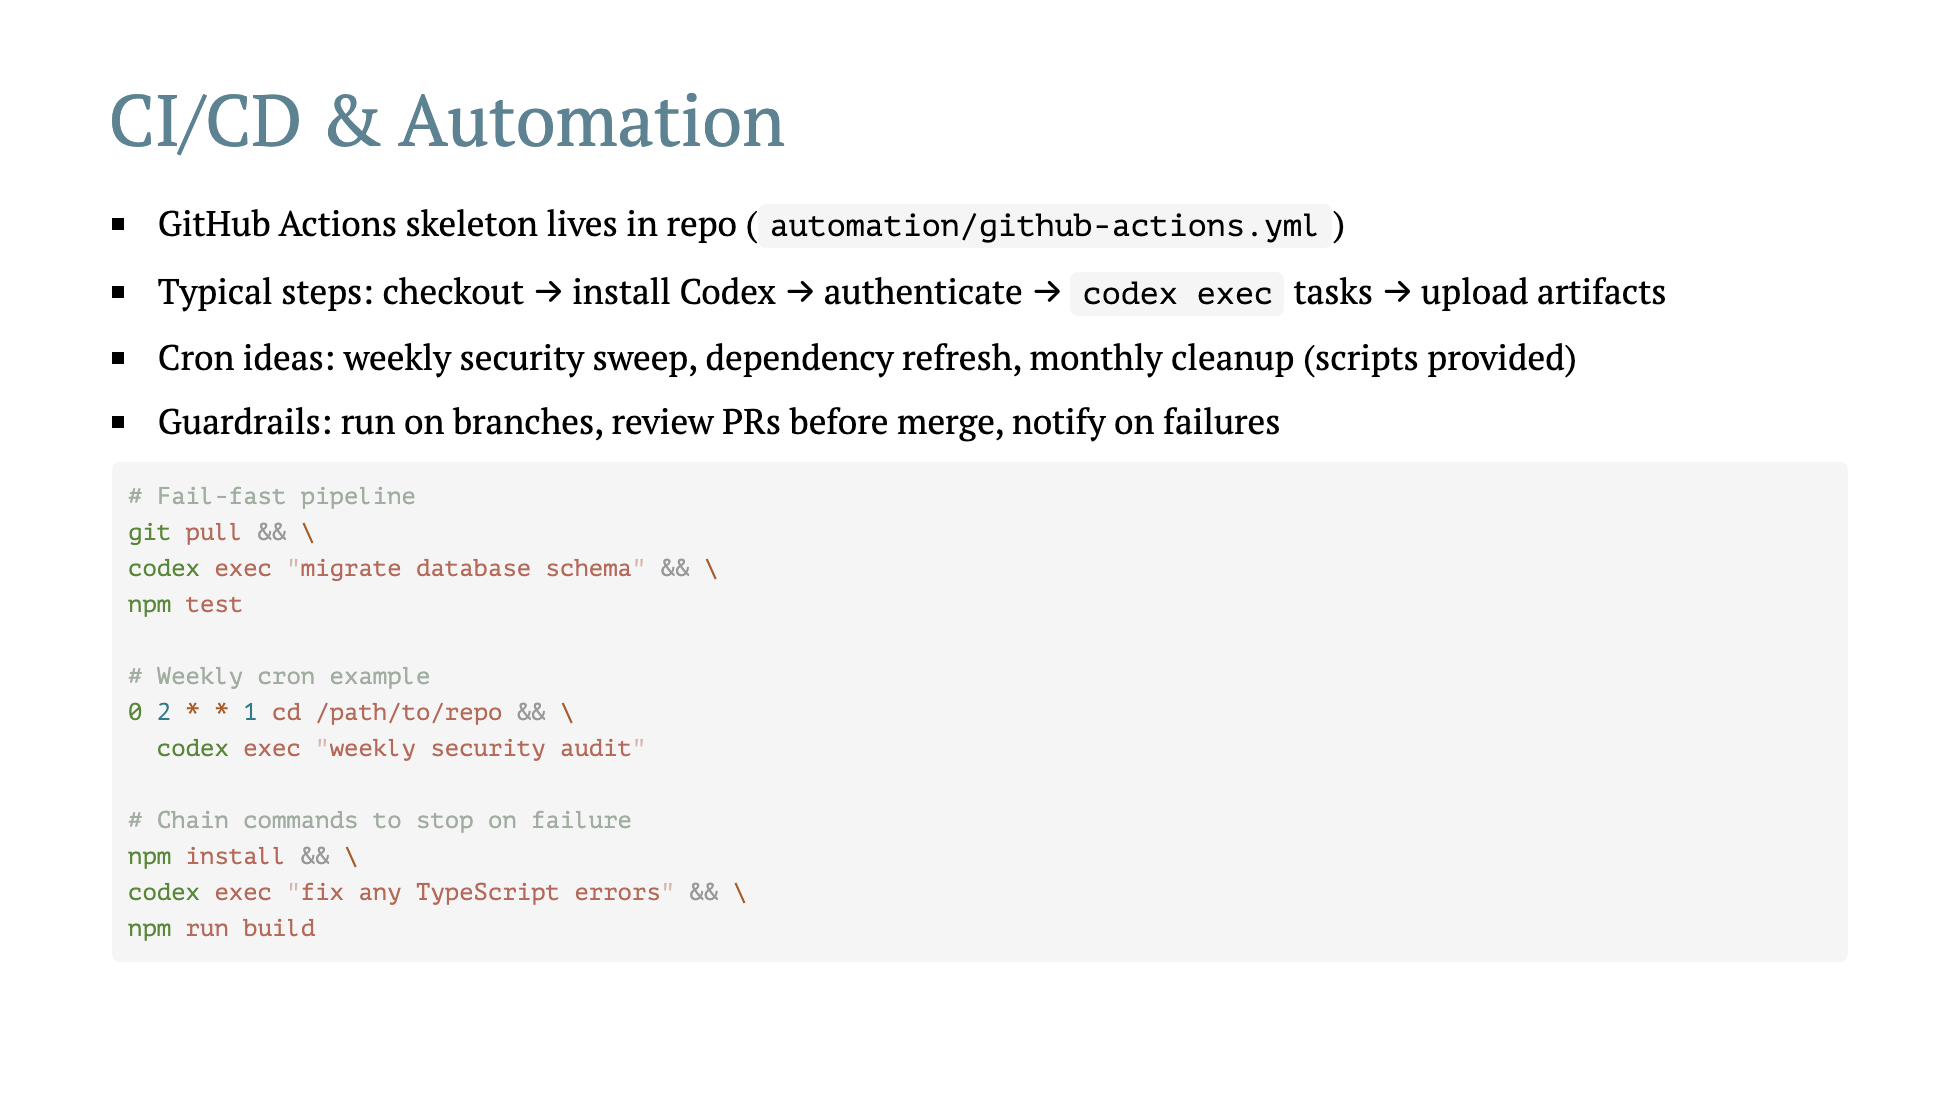 CI/CD & Automation
▪ GitHub Actions skeleton lives in repo ( automation/github-actions.yml )
▪ Typical steps: checkout → install Codex → authenticate → codex exec tasks → upload artifacts
▪ Cron ideas: weekly security sweep, dependency refresh, monthly cleanup (scripts provided)
▪ Guardrails: run on branches, review PRs before merge, notify on failures
# Fail-fast pipeline
git pull && \
codex exec "migrate database schema" && \
npm test

# Weekly cron example
0 2 * * 1 cd /path/to/repo && \
  codex exec "weekly security audit"

# Chain commands to stop on failure
npm install && \
codex exec "fix any TypeScript errors" && \
npm run build